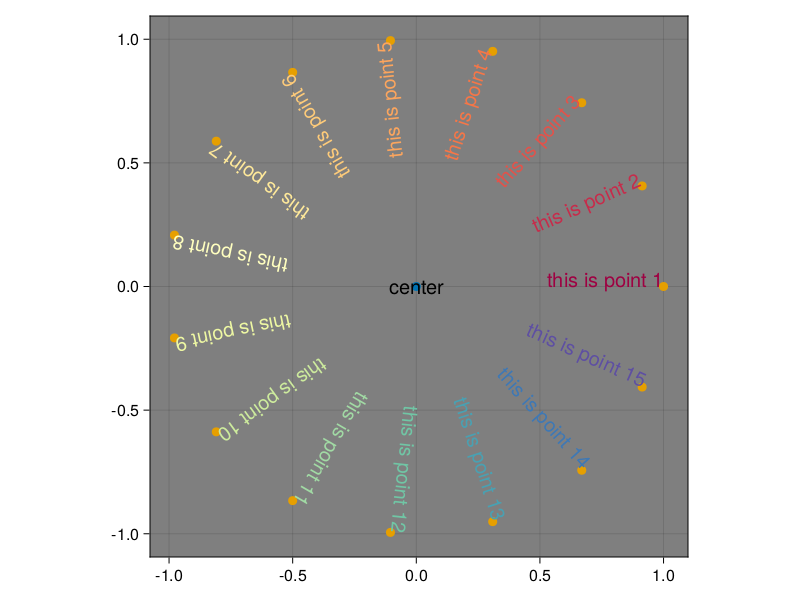 1.0
0.5
0.0
-0.5
-1.0
-1.0
-0.5
0.0
0.5
1.0
center
this is point 1
this is point 2
this is point 3
this is point 4
this is point 5
this is point 6
this is point 7
this is point 8
this is point 9
this is point 10
this is point 11
this is point 12
this is point 13
this is point 14
this is point 15